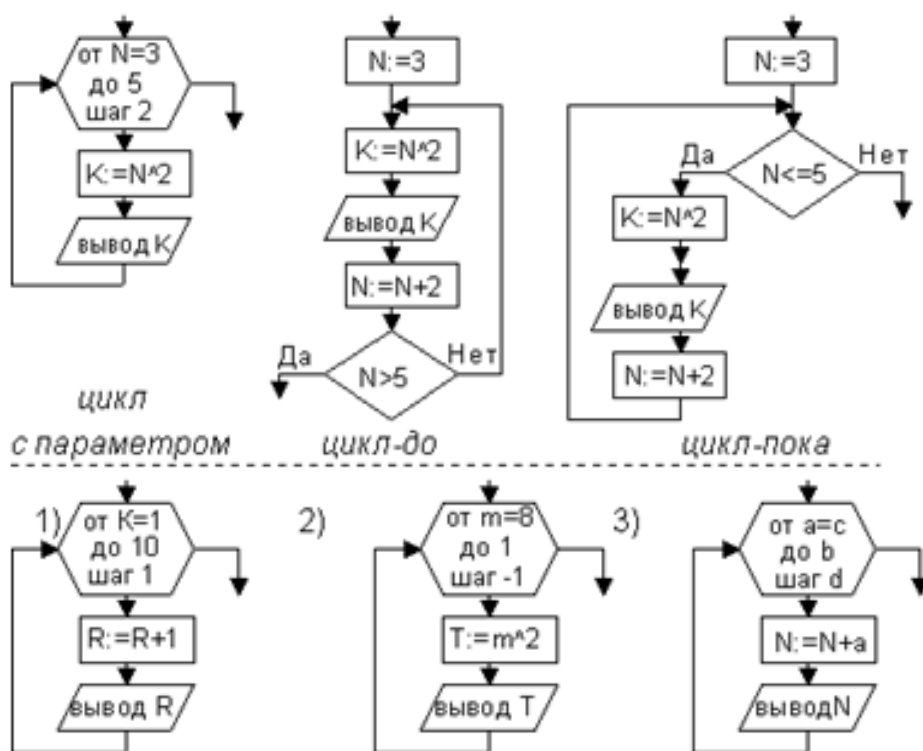 от N=3
до 5
шаг 2
K:=N^2
вывод K
цикл
с параметром
N:=3
K:=N^2
вывод K
N:=N+2
Да
N>5
Нет
цикл-до
N:=3
Да
N<=5
Нет
K:=N^2
вывод K
N:=N+2
цикл-пока
1)
от K=1
до 10
шаг 1
R:=R+1
вывод R
2)
от m=8
до 1
шаг -1
T:=m^2
вывод T
3)
от a=c
до b
шаг d
N:=N+a
выводN